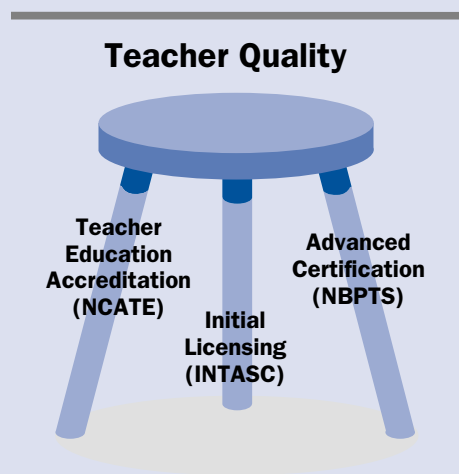 Teacher Quality
Teacher
Education
Accreditation
(NCATE)
Initial
Licensing
(INTASC)
Advanced
Certification
(NBPTS)